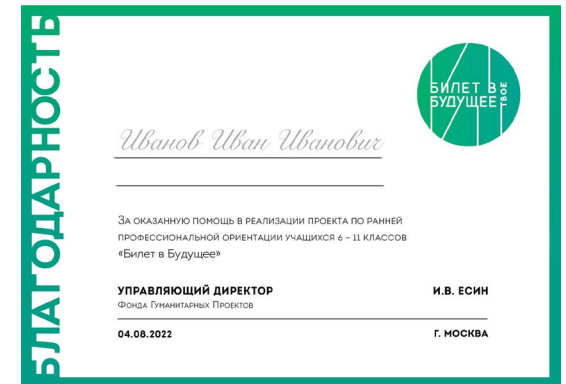 БЛАГОДАРНОСТЬ
БИЛЕТ В
БУДУЩЕЕ
ТВОЕ
Иванов Иван Иванович
За оказанную помощь в реализации проекта по ранней
профессиональной ориентации учащихся 6 – 11 классов
«Билет в Будущее»
УПРАВЛЯЮЩИЙ ДИРЕКТОР И.В. ЕСИН
Фонда Гуманитарных Проектов
04.08.2022 Г. МОСКВА